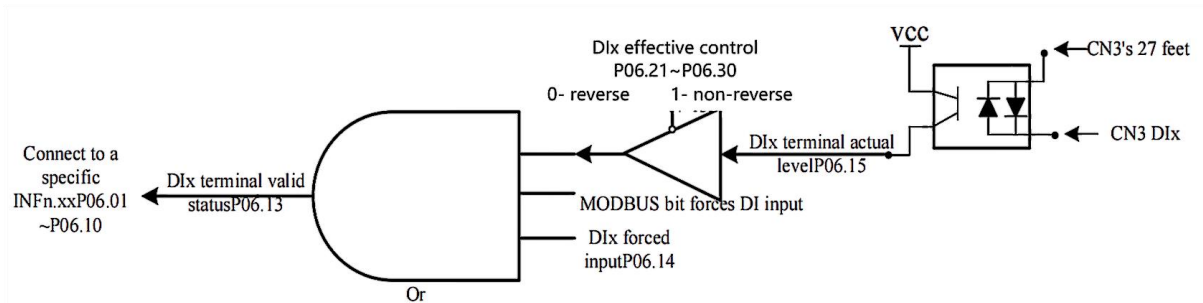 DIx effective control
P06.21~P06.30
0- reverse 1- non-reverse
VCC
CN3's 27 feet
CN3 DIx
DIx terminal actual
levelP06.15
Connect to a
specific
INFn.xxP06.01
~P06.10
DIx terminal valid
statusP06.13
MODBUS bit forces DI input
DIx forced
inputP06.14
Or